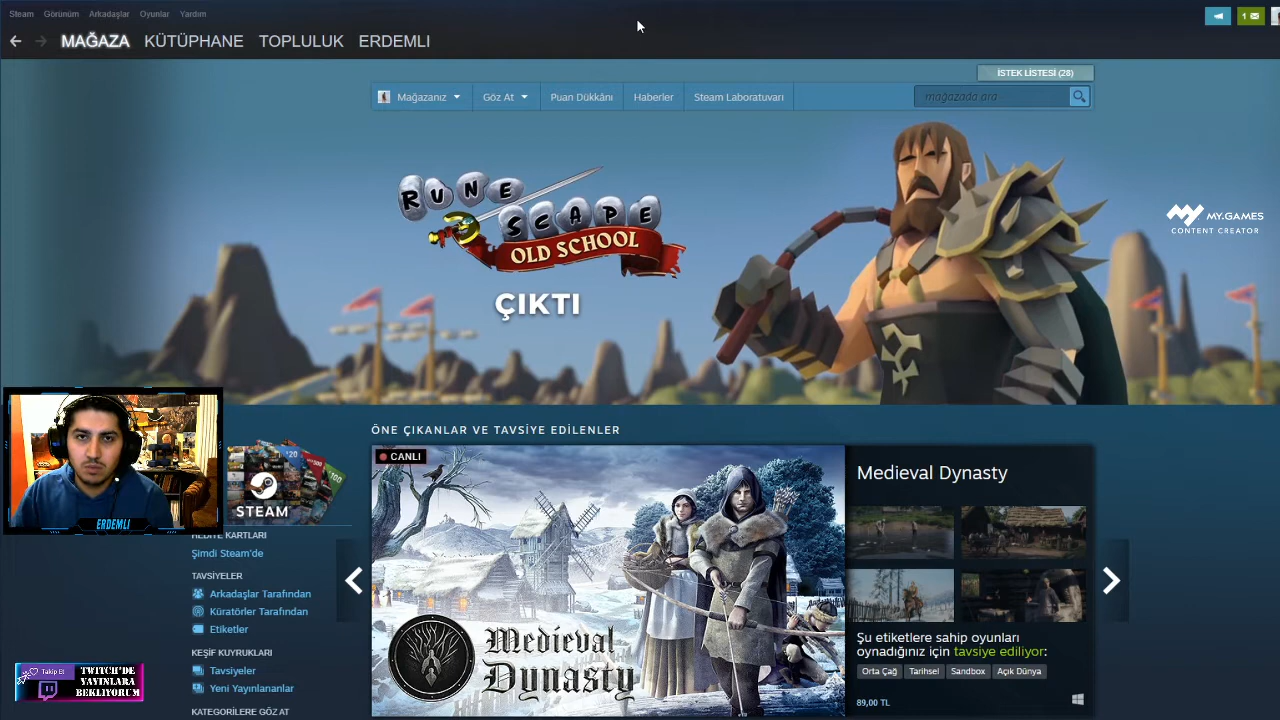 Steam Görünüm Arkadaşlar Oyunlar Yardım
1
MAĞAZA KÜTÜPHANE TOPLULUK ERDEMLI
İSTEK LİSTESİ (28)
Mağazanız Göz At Puan Dükkânı Haberler Steam Laboratuvarı mağazada ara
RUNE
SCAPE
OLD SCHOOL
ÇIKTI
MY.GAMES
CONTENT CREATOR
ÖNE ÇIKANLAR VE TAVSİYE EDİLENLER
CANLI
Medieval Dynasty
Medieval
Dynasty
Şu etiketlere sahip oyunları
oynadığınız için tavsiye ediliyor:
Orta Çağ Tarihsel Sandbox Açık Dünya
89,00 TL
ERDEMLI
STEAM
HEDİYE KARTLARI
Şimdi Steam'de
TAVSİYELER
Arkadaşlar Tarafından
Küratörler Tarafından
Etiketler
KEŞİF KUYRUKLARI
Tavsiyeler
Yeni Yayınlananlar
KATEGORİLERE GÖZ AT
Takip Et
TWITCH'DE
YAYINLARA
BEKLIYORUM